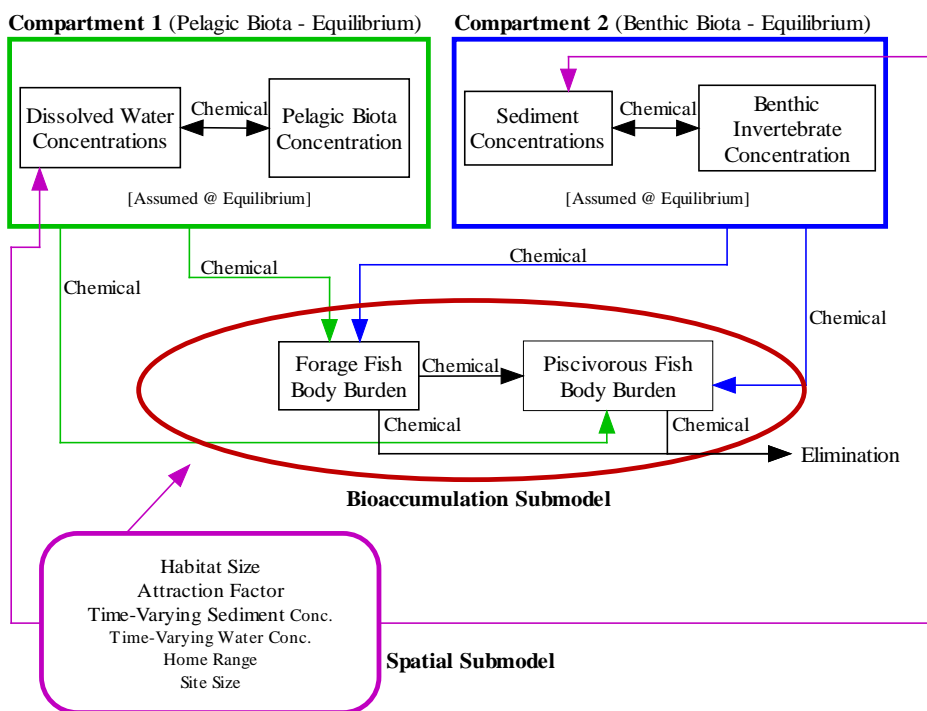 Compartment 1 (Pelagic Biota - Equilibrium)
Compartment 2 (Benthic Biota - Equilibrium)
Dissolved Water
Concentrations
Chemical
Pelagic Biota
Concentration
[Assumed @ Equilibrium]
Sediment
Concentrations
Chemical
Benthic
Invertebrate
Concentration
[Assumed @ Equilibrium]
Chemical
Chemical
Chemical
Chemical
Forage Fish
Body Burden
Chemical
Piscivorous Fish
Body Burden
Chemical
Chemical
Elimination
Bioaccumulation Submodel
Habitat Size
Attraction Factor
Time-Varying Sediment Conc.
Time-Varying Water Conc.
Home Range
Site Size
Spatial Submodel